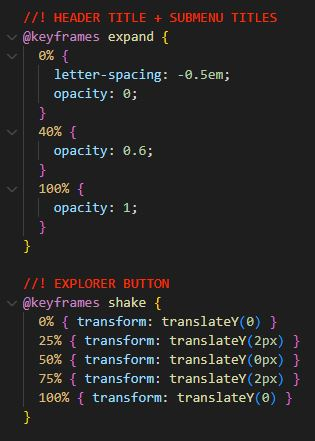 //! HEADER TITLE + SUBMENU TITLES
@keyframes expand {
  0% {
    letter-spacing: -0.5em;
    opacity: 0;
  }
  40% {
    opacity: 0.6;
  }
  100% {
    opacity: 1;
  }
}

//! EXPLORER BUTTON
@keyframes shake {
  0% { transform: translateY(0) }
  25% { transform: translateY(2px) }
  50% { transform: translateY(0px) }
  75% { transform: translateY(2px) }
  100% { transform: translateY(0) }
}